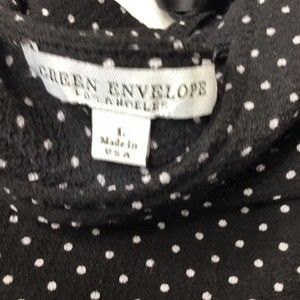 GREEN ENVELOPE
LOS ANGELES
L
Made In
USA